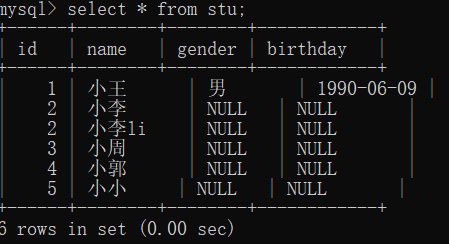 mysql> select * from stu;
+------+--------+--------+------------+
| id | name | gender | birthday |
+------+--------+--------+------------+
| 1 | 小王 | 男 | 1990-06-09 |
| 2 | 小李 | NULL | NULL |
| 2 | 小李li | NULL | NULL |
| 3 | 小周 | NULL | NULL |
| 4 | 小郭 | NULL | NULL |
| 5 | 小小 | NULL | NULL |
+------+--------+--------+------------+
6 rows in set (0.00 sec)